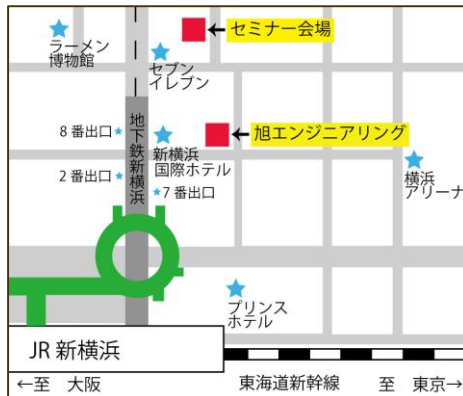 ラーメン
博物館
セミナー会場
セブン
イレブン
地下鉄新横浜
8番出口
新横浜
国際ホテル
旭エンジニアリング
2番出口
7番出口
横浜
アリーナ
プリンス
ホテル
JR 新横浜
←至 大阪
東海道新幹線
至 東京→